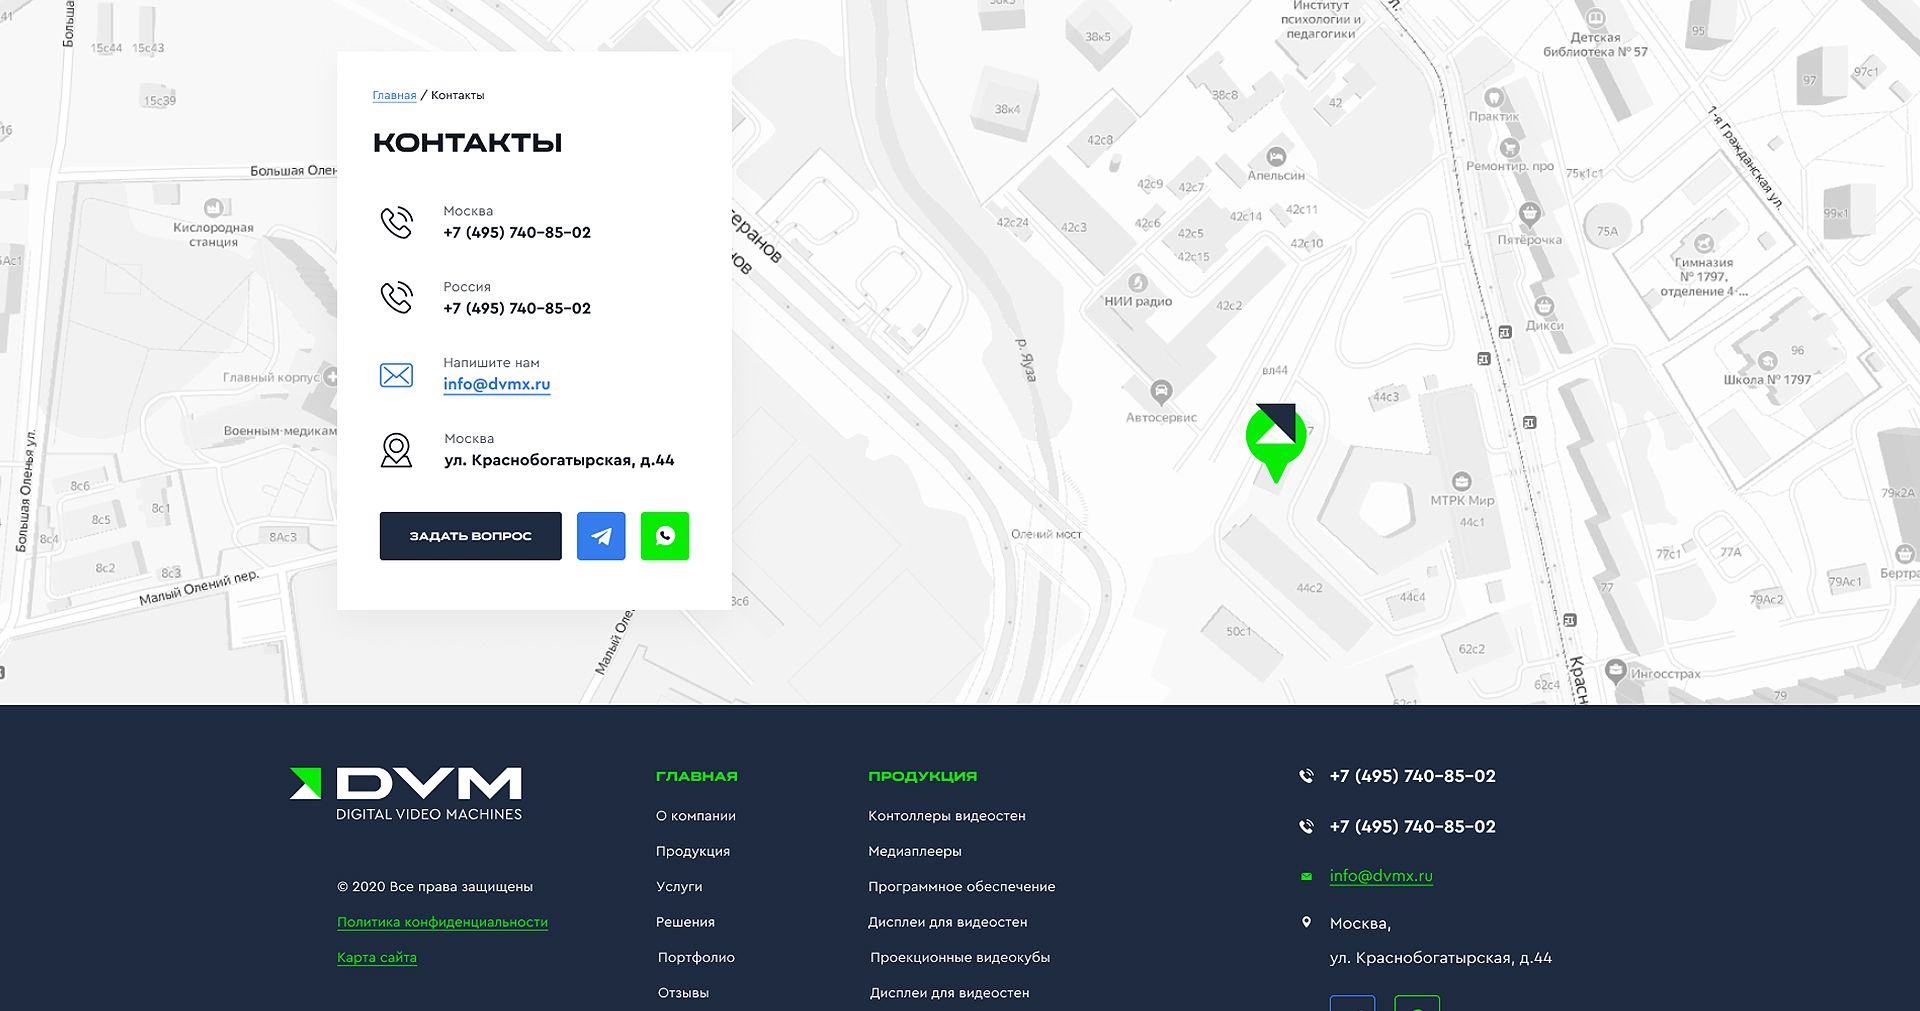 Главная / Контакты
КОНТАКТЫ
Москва
+7 (495) 740-85-02
Россия
+7 (495) 740-85-02
Напишите нам
info@dvmx.ru
Москва
ул. Краснобогатырская, д.44
ЗАДАТЬ ВОПРОС
15с44
15с43
15с39
Большая Олен
Кислородная
станция
Главный корпус
Военным-медикам
Большая Оленья ул.
8с6
8с5
8с1
8с4
8с2
8с3
8Ас3
Малый Олений пер.
Малый Оле
теранов
нов
р. Яуза
Олений мост
38к5
38к4
38с8
42
42с8
Институт
психологии и
педагогики
Детская
библиотека № 57
95
97
97с1
Практик
Ремонтир. про
75к1с1
1-я Гражданская ул.
Апельсин
42с9
42с7
42с24
42с3
42с6
42с14
42с11
42с5
42с10
42с15
НИИ радио
42с2
Пятёрочка
75А
99к1
Гимназия
№ 1797,
отделение 4-...
Дикси
96
Школа № 1797
вл44
Автосервис
44с3
МТРК Мир
44с1
44с2
44с4
50с1
62с2
62с4
77с1
77А
77
79Ас1
79Ас2
79к2А
Бертра
Ингосстрах
79
Красн
DVM
DIGITAL VIDEO MACHINES
© 2020 Все права защищены
Политика конфиденциальности
Карта сайта
ГЛАВНАЯ
О компании
Продукция
Услуги
Решения
Портфолио
Отзывы
ПРОДУКЦИЯ
Контоллеры видеостен
Медиаплееры
Программное обеспечение
Дисплеи для видеостен
Проекционные видеокубы
Дисплеи для видеостен
+7 (495) 740-85-02
+7 (495) 740-85-02
info@dvmx.ru
Москва,
ул. Краснобогатырская, д.44